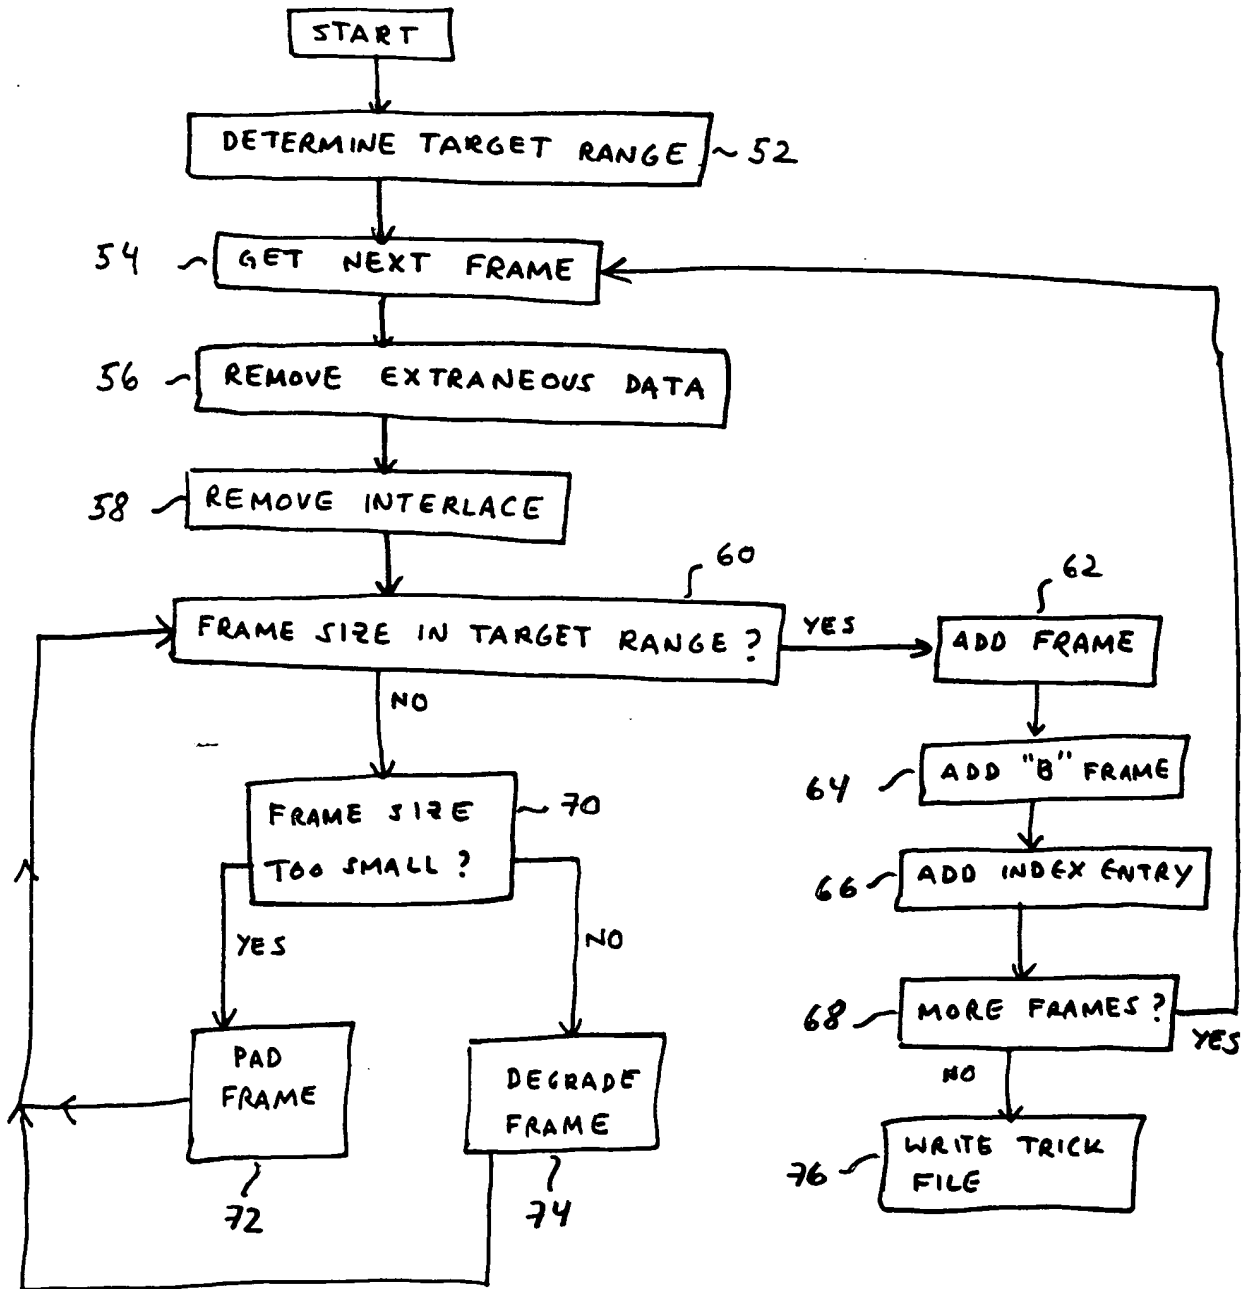 START
DETERMINE TARGET RANGE
52
54
GET NEXT FRAME
56
REMOVE EXTRANEOUS DATA
58
REMOVE INTERLACE
60
FRAME SIZE IN TARGET RANGE?
YES
62
ADD FRAME
NO
64
ADD "B" FRAME
FRAME SIZE
TOO SMALL?
70
66
ADD INDEX ENTRY
YES
NO
68
MORE FRAMES?
YES
NO
PAD
FRAME
72
DEGRADE
FRAME
74
76
WRITE TRICK
FILE